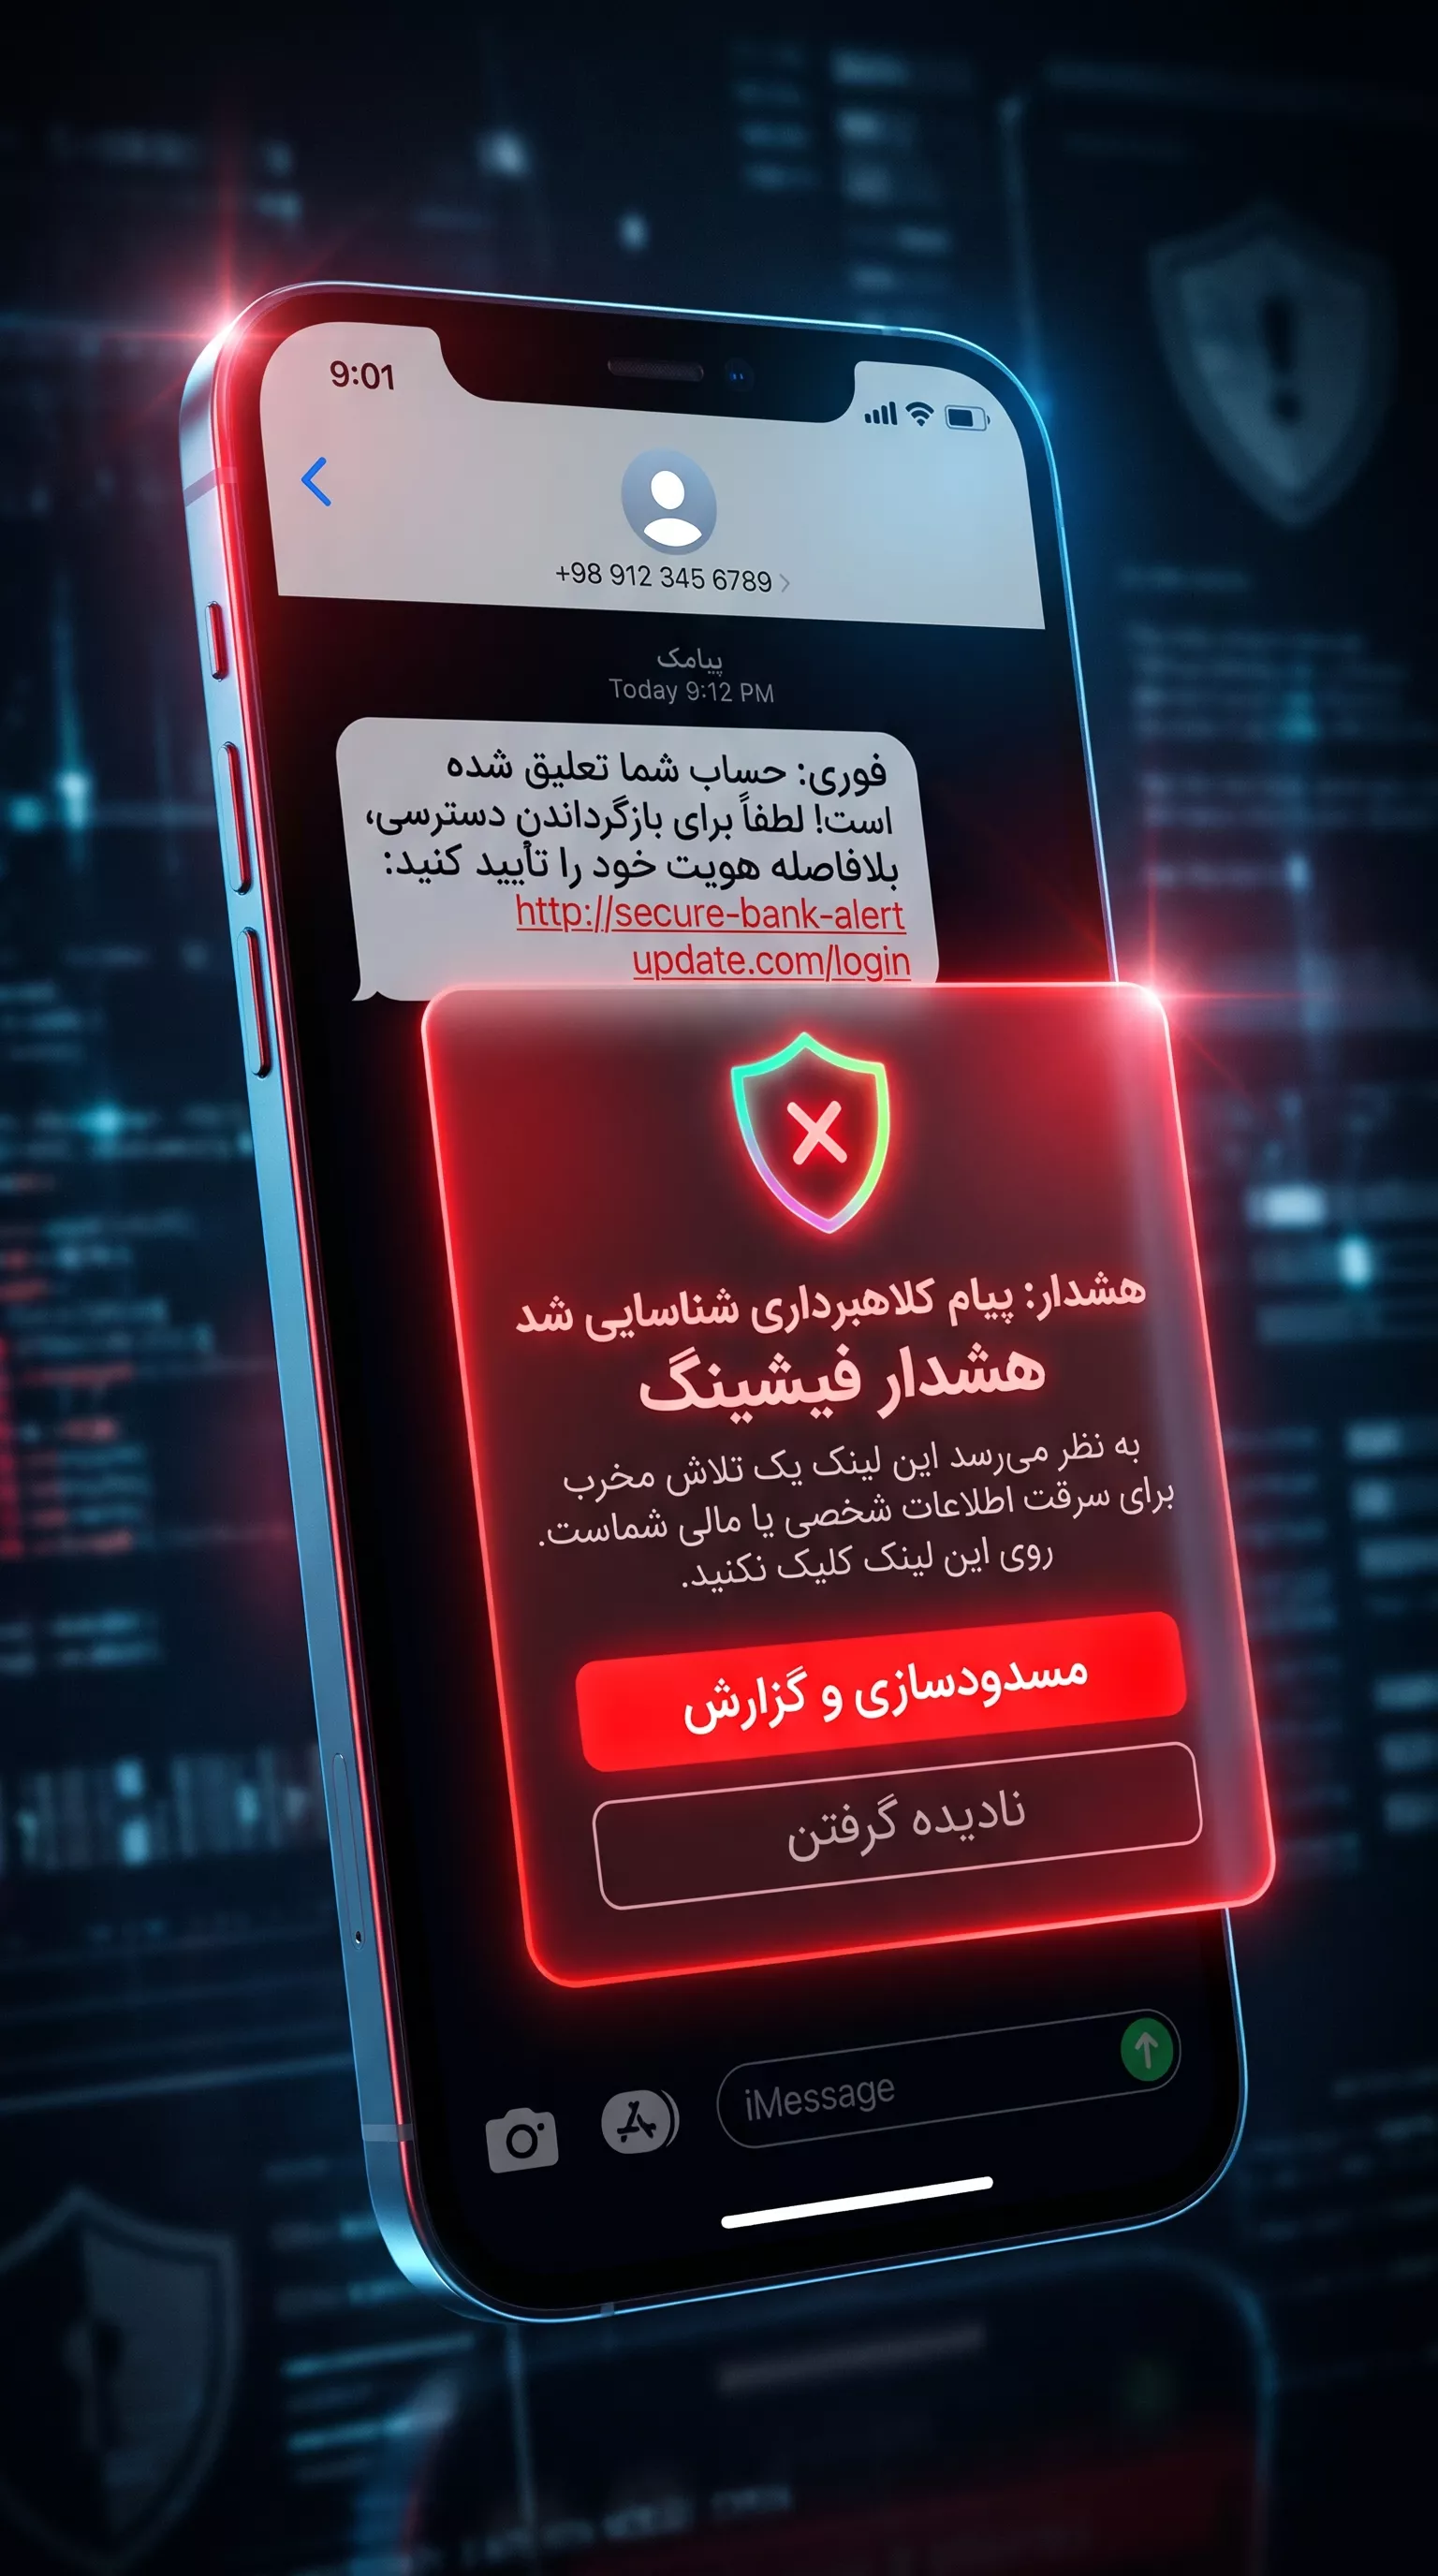 9:01
+98 912 345 6789
پیامک
Today 9:12 PM
فوری: حساب شما تعلیق شده
است! لطفاً برای بازگرداندنِ دسترسی،
بلافاصله هویت خود را تأیید کنید:
http://secure-bank-alert
update.com/login
هشدار: پیام کلاهبرداری شناسایی شد
هشدار فیشینگ
به نظر می‌رسد این لینک یک تلاش مخرب
برای سرقت اطلاعات شخصی یا مالی شماست.
روی این لینک کلیک نکنید.
مسدودسازی و گزارش
نادیده گرفتن
iMessage